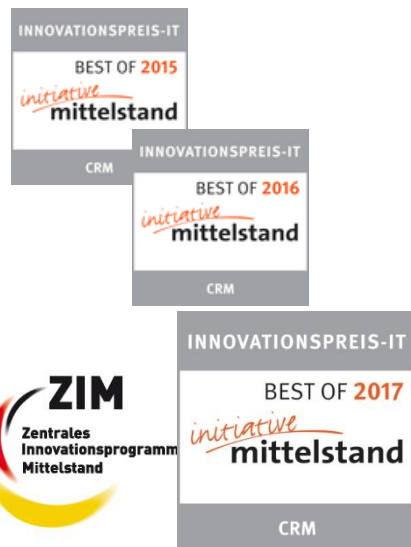 INNOVATIONSPREIS-IT
BEST OF 2015
initiative
mittelstand
CRM
INNOVATIONSPREIS-IT
BEST OF 2016
initiative
mittelstand
CRM
INNOVATIONSPREIS-IT
BEST OF 2017
initiative
mittelstand
CRM
ZIM
Zentrales
Innovationsprogramm
Mittelstand